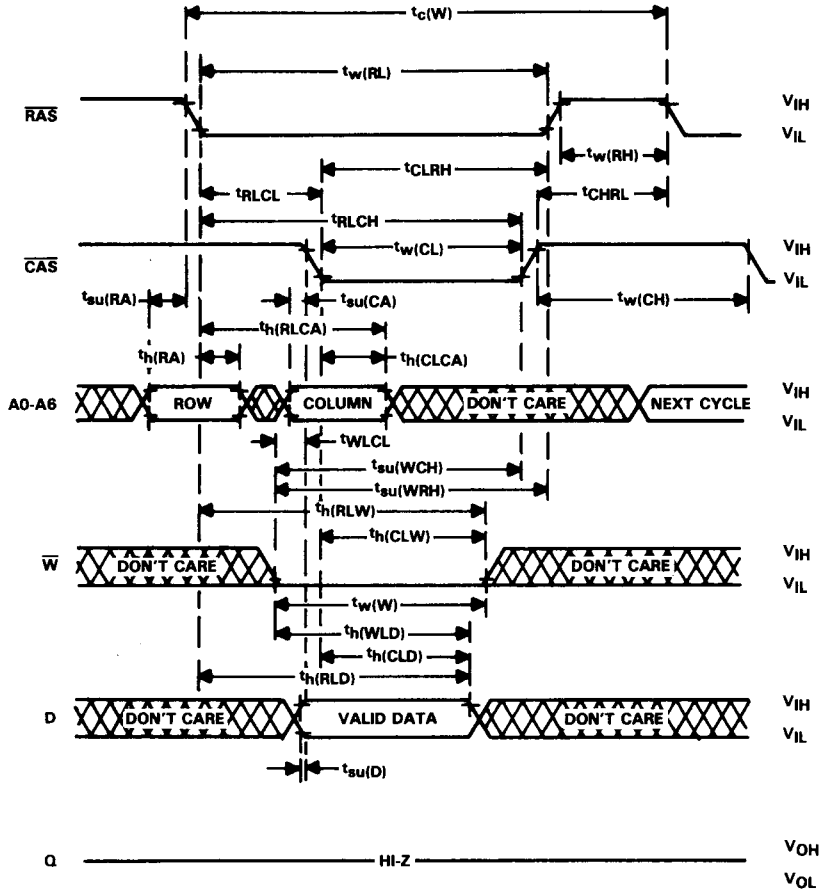 tc(W)
tw(RL)
RAS
VIH
VIL
tw(RH)
tCLRH
tRLCL
tCHRL
tRLCH
CAS
tw(CL)
VIH
VIL
tsu(RA)
tsu(CA)
tw(CH)
th(RLCA)
th(RA)
th(CLCA)
A0-A6
ROW
COLUMN
DON'T CARE
NEXT CYCLE
VIH
VIL
tWLCL
tsu(WCH)
tsu(WRH)
th(RLW)
th(CLW)
W
DON'T CARE
DON'T CARE
VIH
VIL
tw(W)
th(WLD)
th(CLD)
th(RLD)
D
DON'T CARE
VALID DATA
DON'T CARE
VIH
VIL
tsu(D)
Q
HI-Z
VOH
VOL